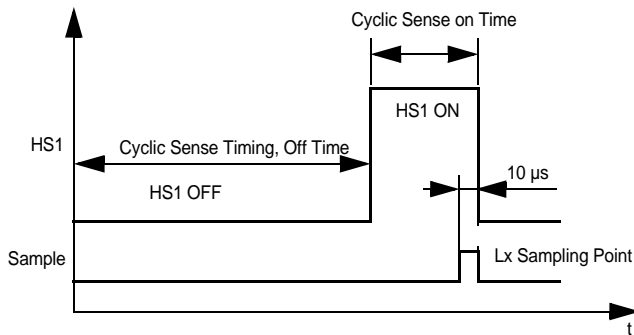 Cyclic Sense on Time
HS1 ON
HS1
Cyclic Sense Timing, Off Time
10 µs
HS1 OFF
Sample
Lx Sampling Point
t